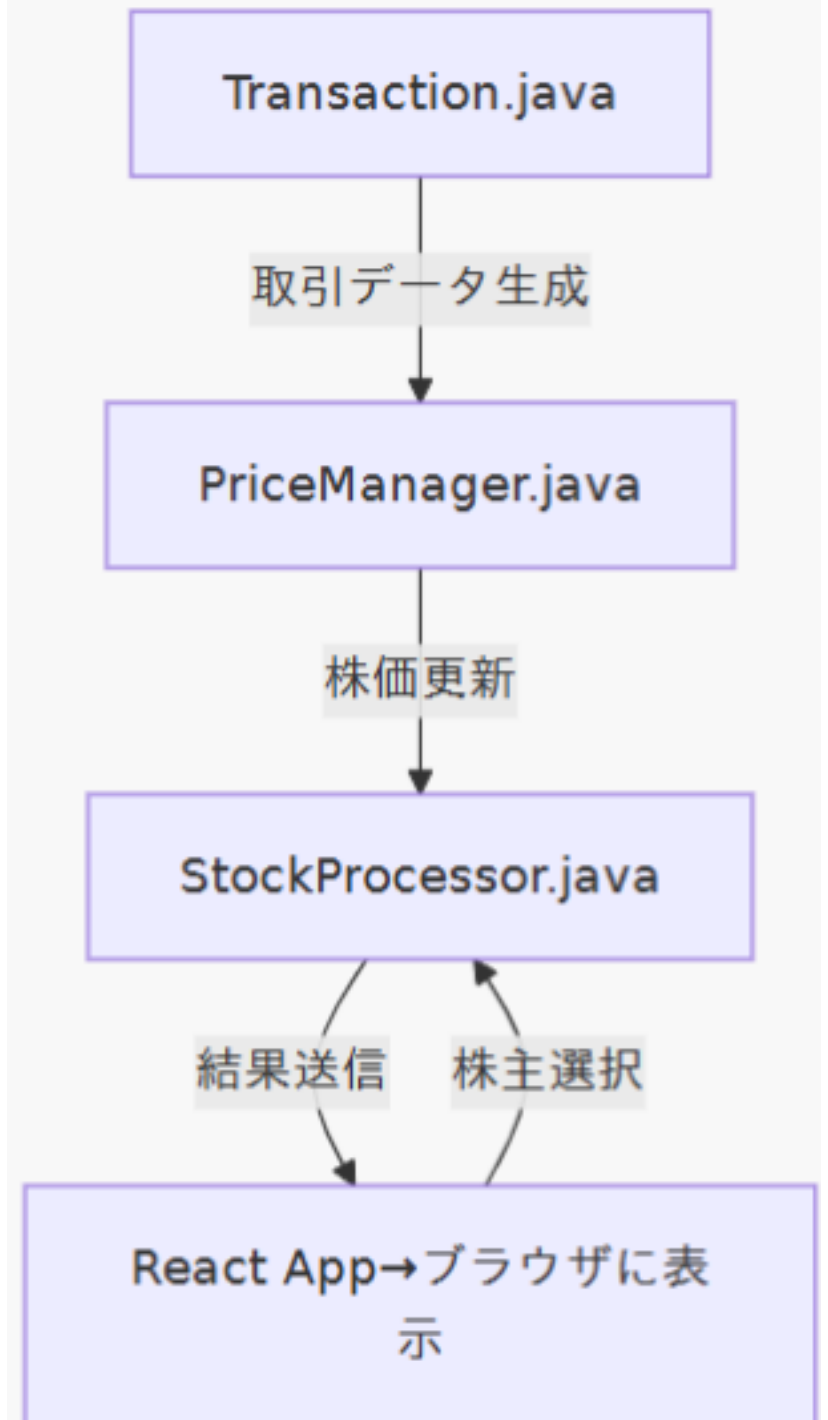 Transaction.java
取引データ生成
PriceManager.java
株価更新
StockProcessor.java
結果送信
株主選択
React App→ブラウザに表
示